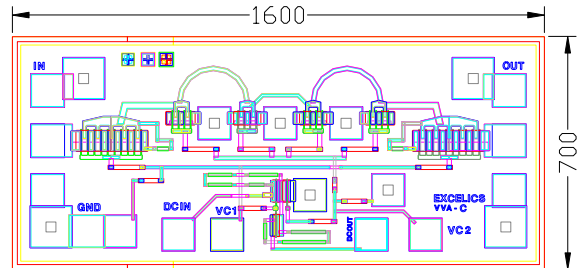 1600
IN
OUT
700
GND
DCIN
VC1
DCOUT
EXCELICS
VVA-C
VC2